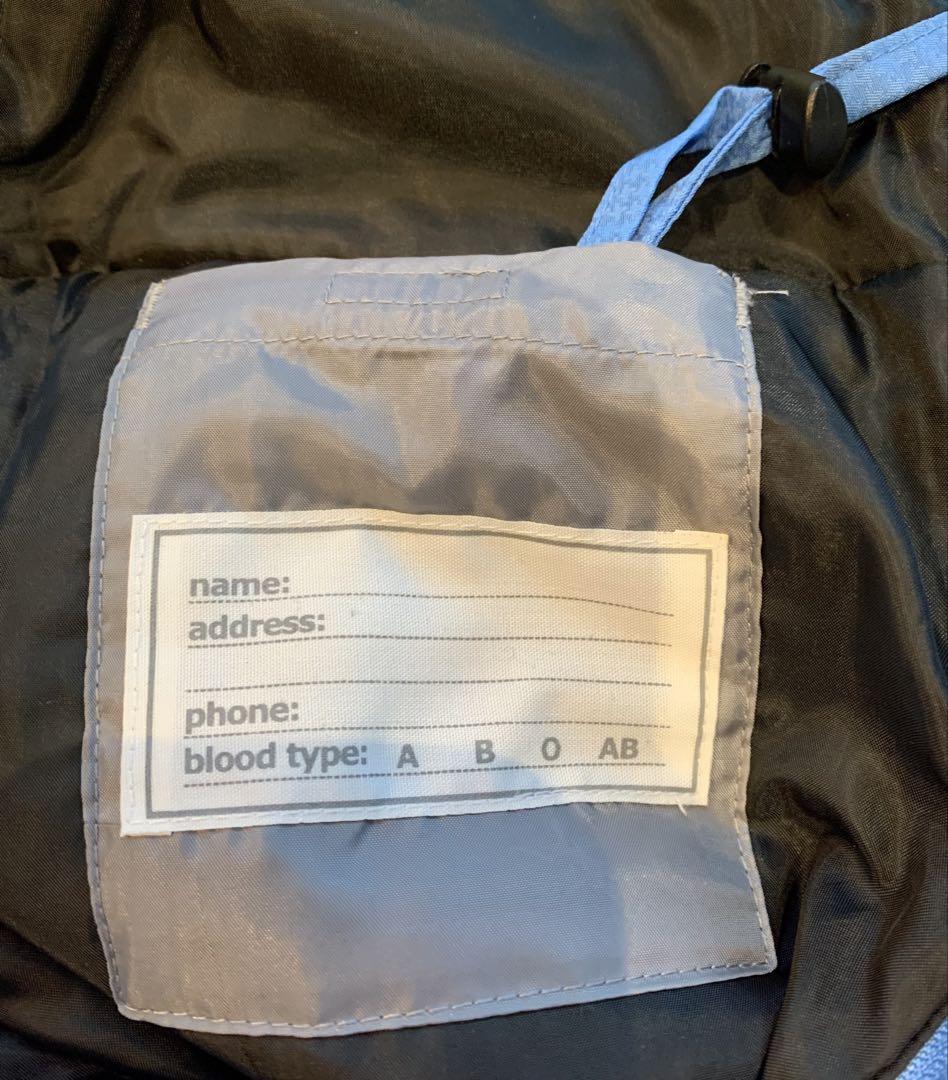 name:
address:
phone:
blood type: A B O AB